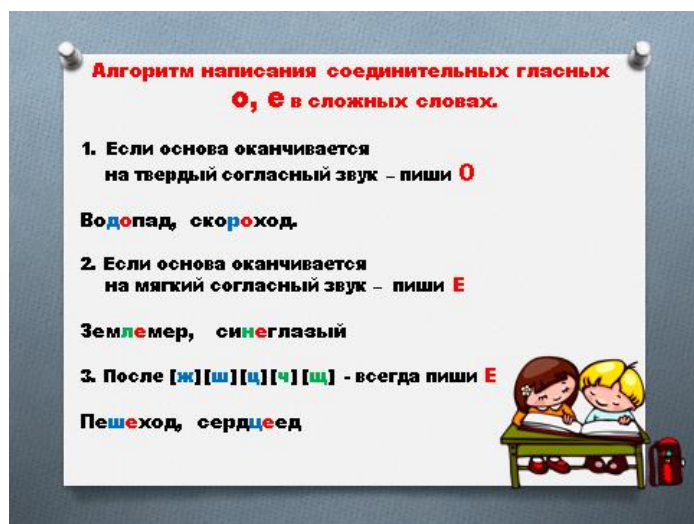 Алгоритм написания соединительных гласных
о, е в сложных словах.
1. Если основа оканчивается
на твердый согласный звук – пиши О
Водопад, скороход.
2. Если основа оканчивается
на мягкий согласный звук – пиши Е
Землемер, синеглазый
3. После [ж][ш][ц][ч][щ] - всегда пиши Е
Пешеход, сердцеед